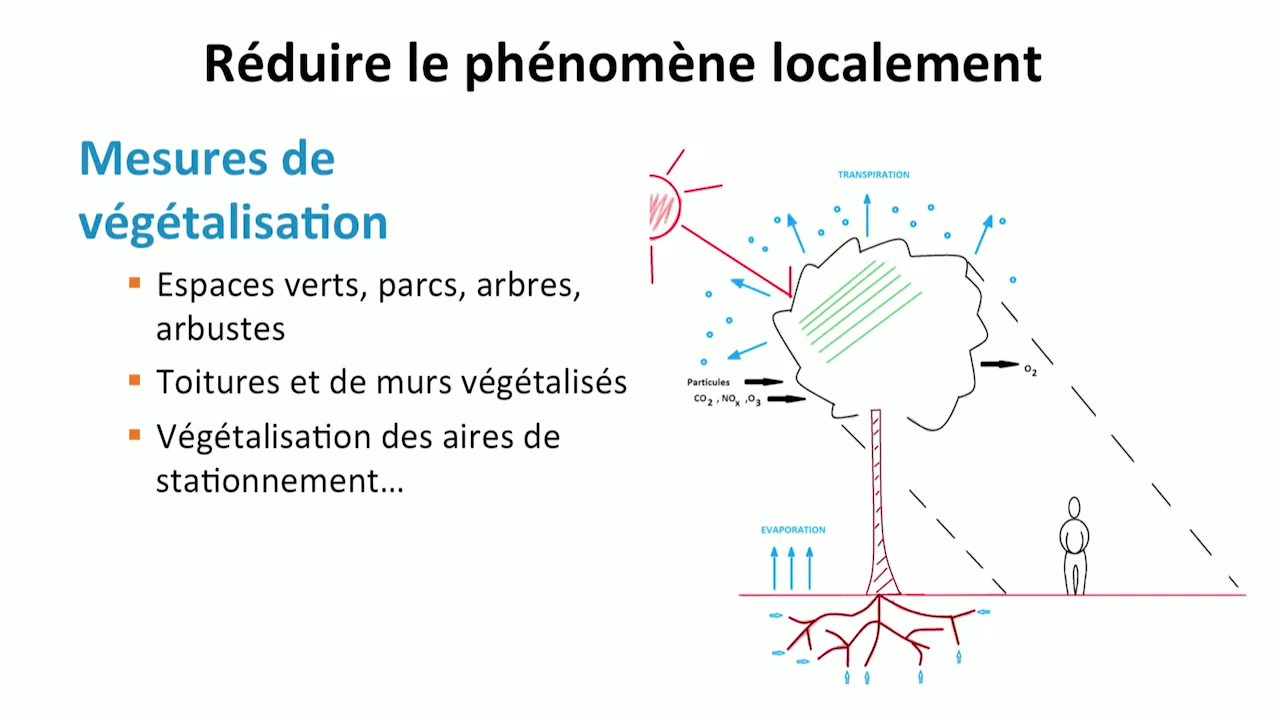 Réduire le phénomène localement
Mesures de
végétalisation
Espaces verts, parcs, arbres,
arbustes
Toitures et de murs végétalisés
Végétalisation des aires de
stationnement...
TRANSPIRATION
Particules
CO2 , NOx ,O3
O2
EVAPORATION